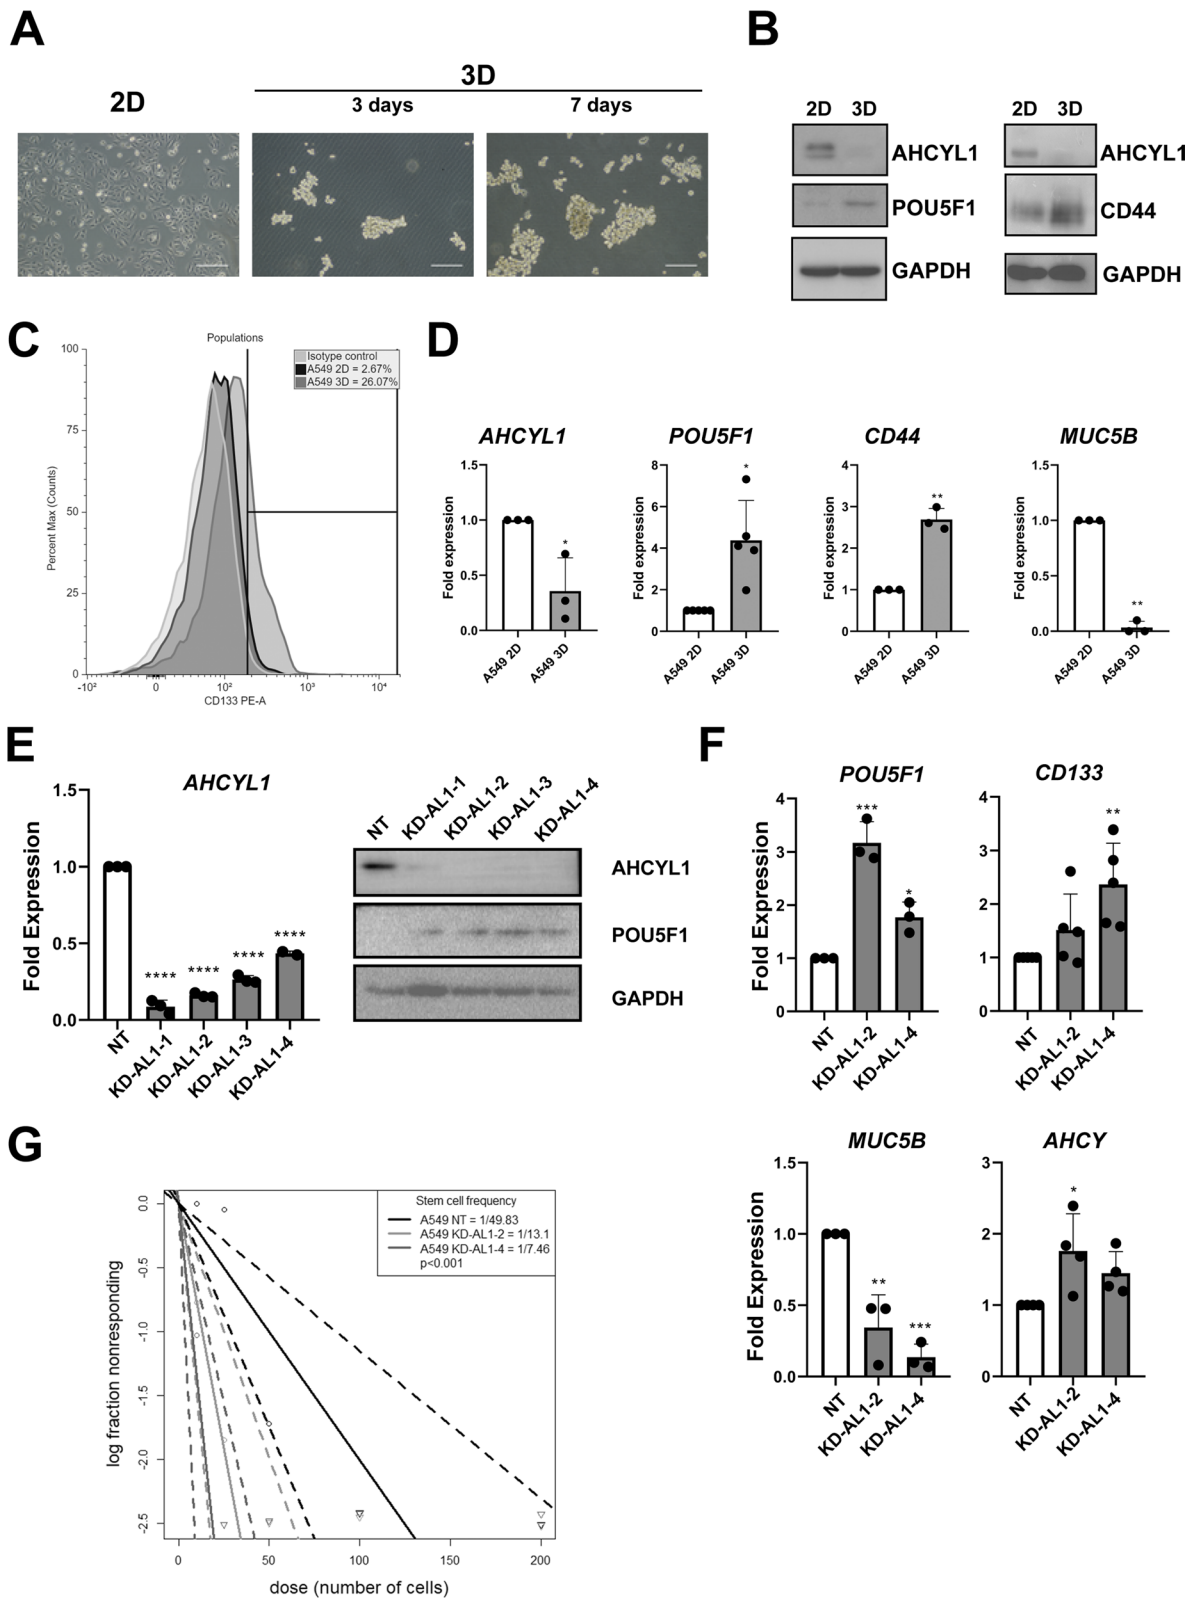 A
2D
3D
3 days
7 days
B
2D 3D
AHCYL1
POU5F1
GAPDH
2D 3D
AHCYL1
CD44
GAPDH
C
Populations
Isotype control
A549 2D = 2.67%
A549 3D = 26.07%
Percent Max (Counts)
100
75
50
25
0
-10² 0 10² 10³ 10⁴
CD133 PE-A
D
AHCYL1
Fold expression
1.5
*
1.0
0.5
0.0
A549 2D
A549 3D
POU5F1
Fold expression
8
*
6
4
2
0
A549 2D
A549 3D
CD44
Fold expression
4
**
3
2
1
0
A549 2D
A549 3D
MUC5B
Fold expression
1.5
1.0
0.5
**
0.0
A549 2D
A549 3D
E
AHCYL1
Fold Expression
1.5
1.0
0.5
0.0
**** **** **** ****
NT
KD-AL1-1
KD-AL1-2
KD-AL1-3
KD-AL1-4
NT
KD-AL1-1
KD-AL1-2
KD-AL1-3
KD-AL1-4
AHCYL1
POU5F1
GAPDH
F
POU5F1
Fold Expression
4
3
2
1
0
***
*
NT
KD-AL1-2
KD-AL1-4
CD133
4
3
2
1
0
**
NT
KD-AL1-2
KD-AL1-4
MUC5B
Fold Expression
1.5
1.0
0.5
0.0
**
***
NT
KD-AL1-2
KD-AL1-4
AHCY
3
2
1
0
*
NT
KD-AL1-2
KD-AL1-4
G
Stem cell frequency
A549 NT = 1/49.83
A549 KD-AL1-2 = 1/13.1
A549 KD-AL1-4 = 1/7.46
p<0.001
log fraction nonresponding
0.0
-0.5
-1.0
-1.5
-2.0
-2.5
0 50 100 150 200
dose (number of cells)